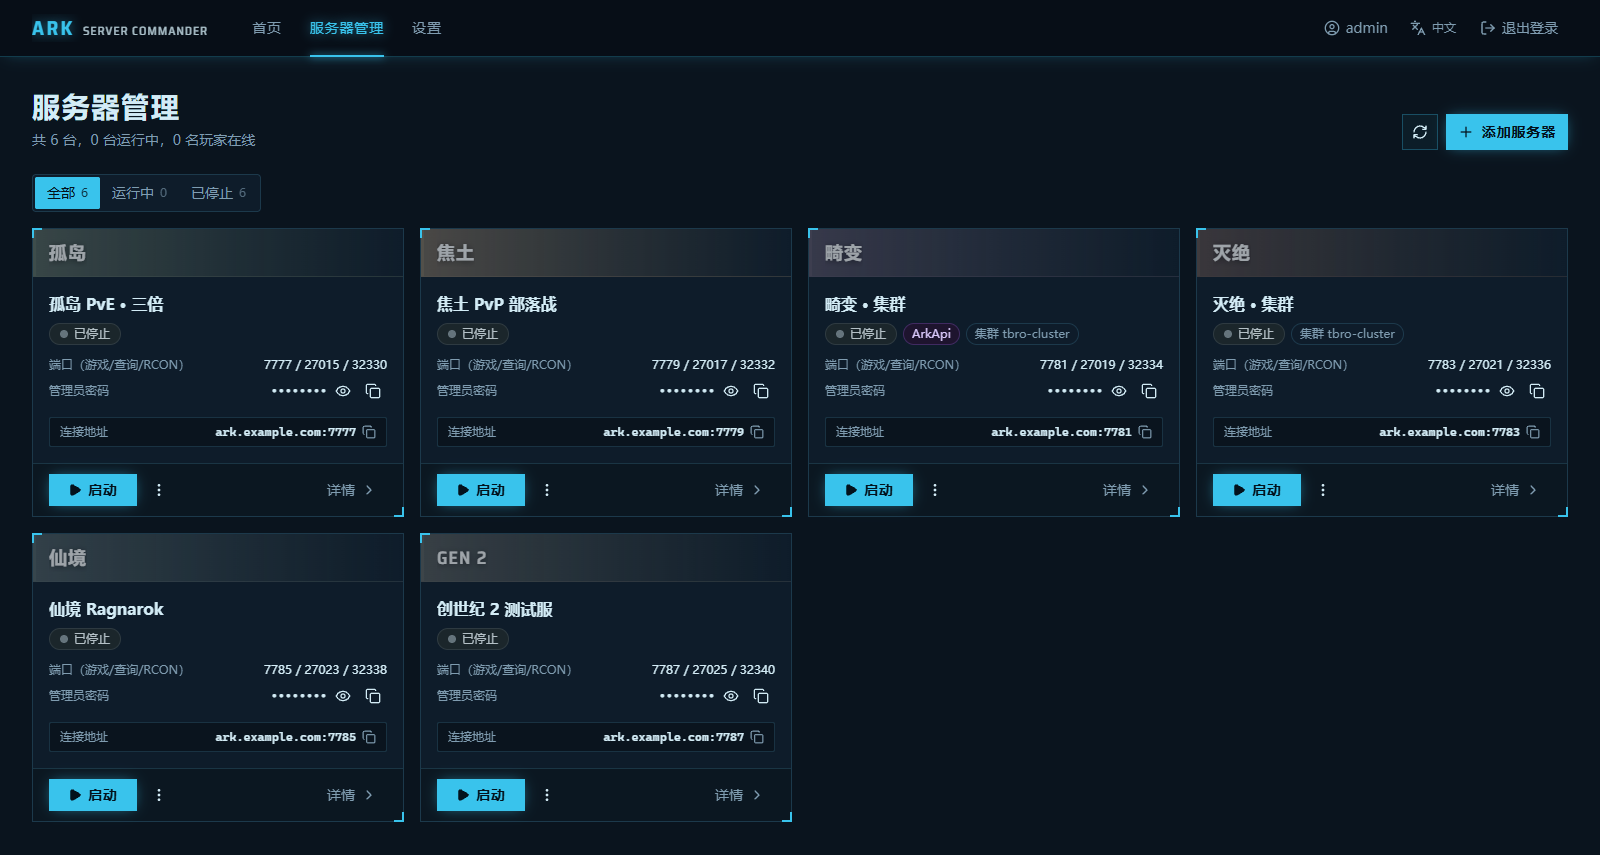 ARK SERVER COMMANDER 首页 服务器管理 设置 admin 中文 退出登录
服务器管理
共 6 台，0 台运行中，0 名玩家在线
添加服务器
全部 6 运行中 0 已停止 6
孤岛
孤岛 PvE • 三倍
已停止
端口（游戏/查询/RCON） 7777 / 27015 / 32330
管理员密码 ••••••••
连接地址 ark.example.com:7777
启动 详情
焦土
焦土 PvP 部落战
已停止
端口（游戏/查询/RCON） 7779 / 27017 / 32332
管理员密码 ••••••••
连接地址 ark.example.com:7779
启动 详情
畸变
畸变 • 集群
已停止 ArkApi 集群 tbro-cluster
端口（游戏/查询/RCON） 7781 / 27019 / 32334
管理员密码 ••••••••
连接地址 ark.example.com:7781
启动 详情
灭绝
灭绝 • 集群
已停止 集群 tbro-cluster
端口（游戏/查询/RCON） 7783 / 27021 / 32336
管理员密码 ••••••••
连接地址 ark.example.com:7783
启动 详情
仙境
仙境 Ragnarok
已停止
端口（游戏/查询/RCON） 7785 / 27023 / 32338
管理员密码 ••••••••
连接地址 ark.example.com:7785
启动 详情
GEN 2
创世纪 2 测试服
已停止
端口（游戏/查询/RCON） 7787 / 27025 / 32340
管理员密码 ••••••••
连接地址 ark.example.com:7787
启动 详情